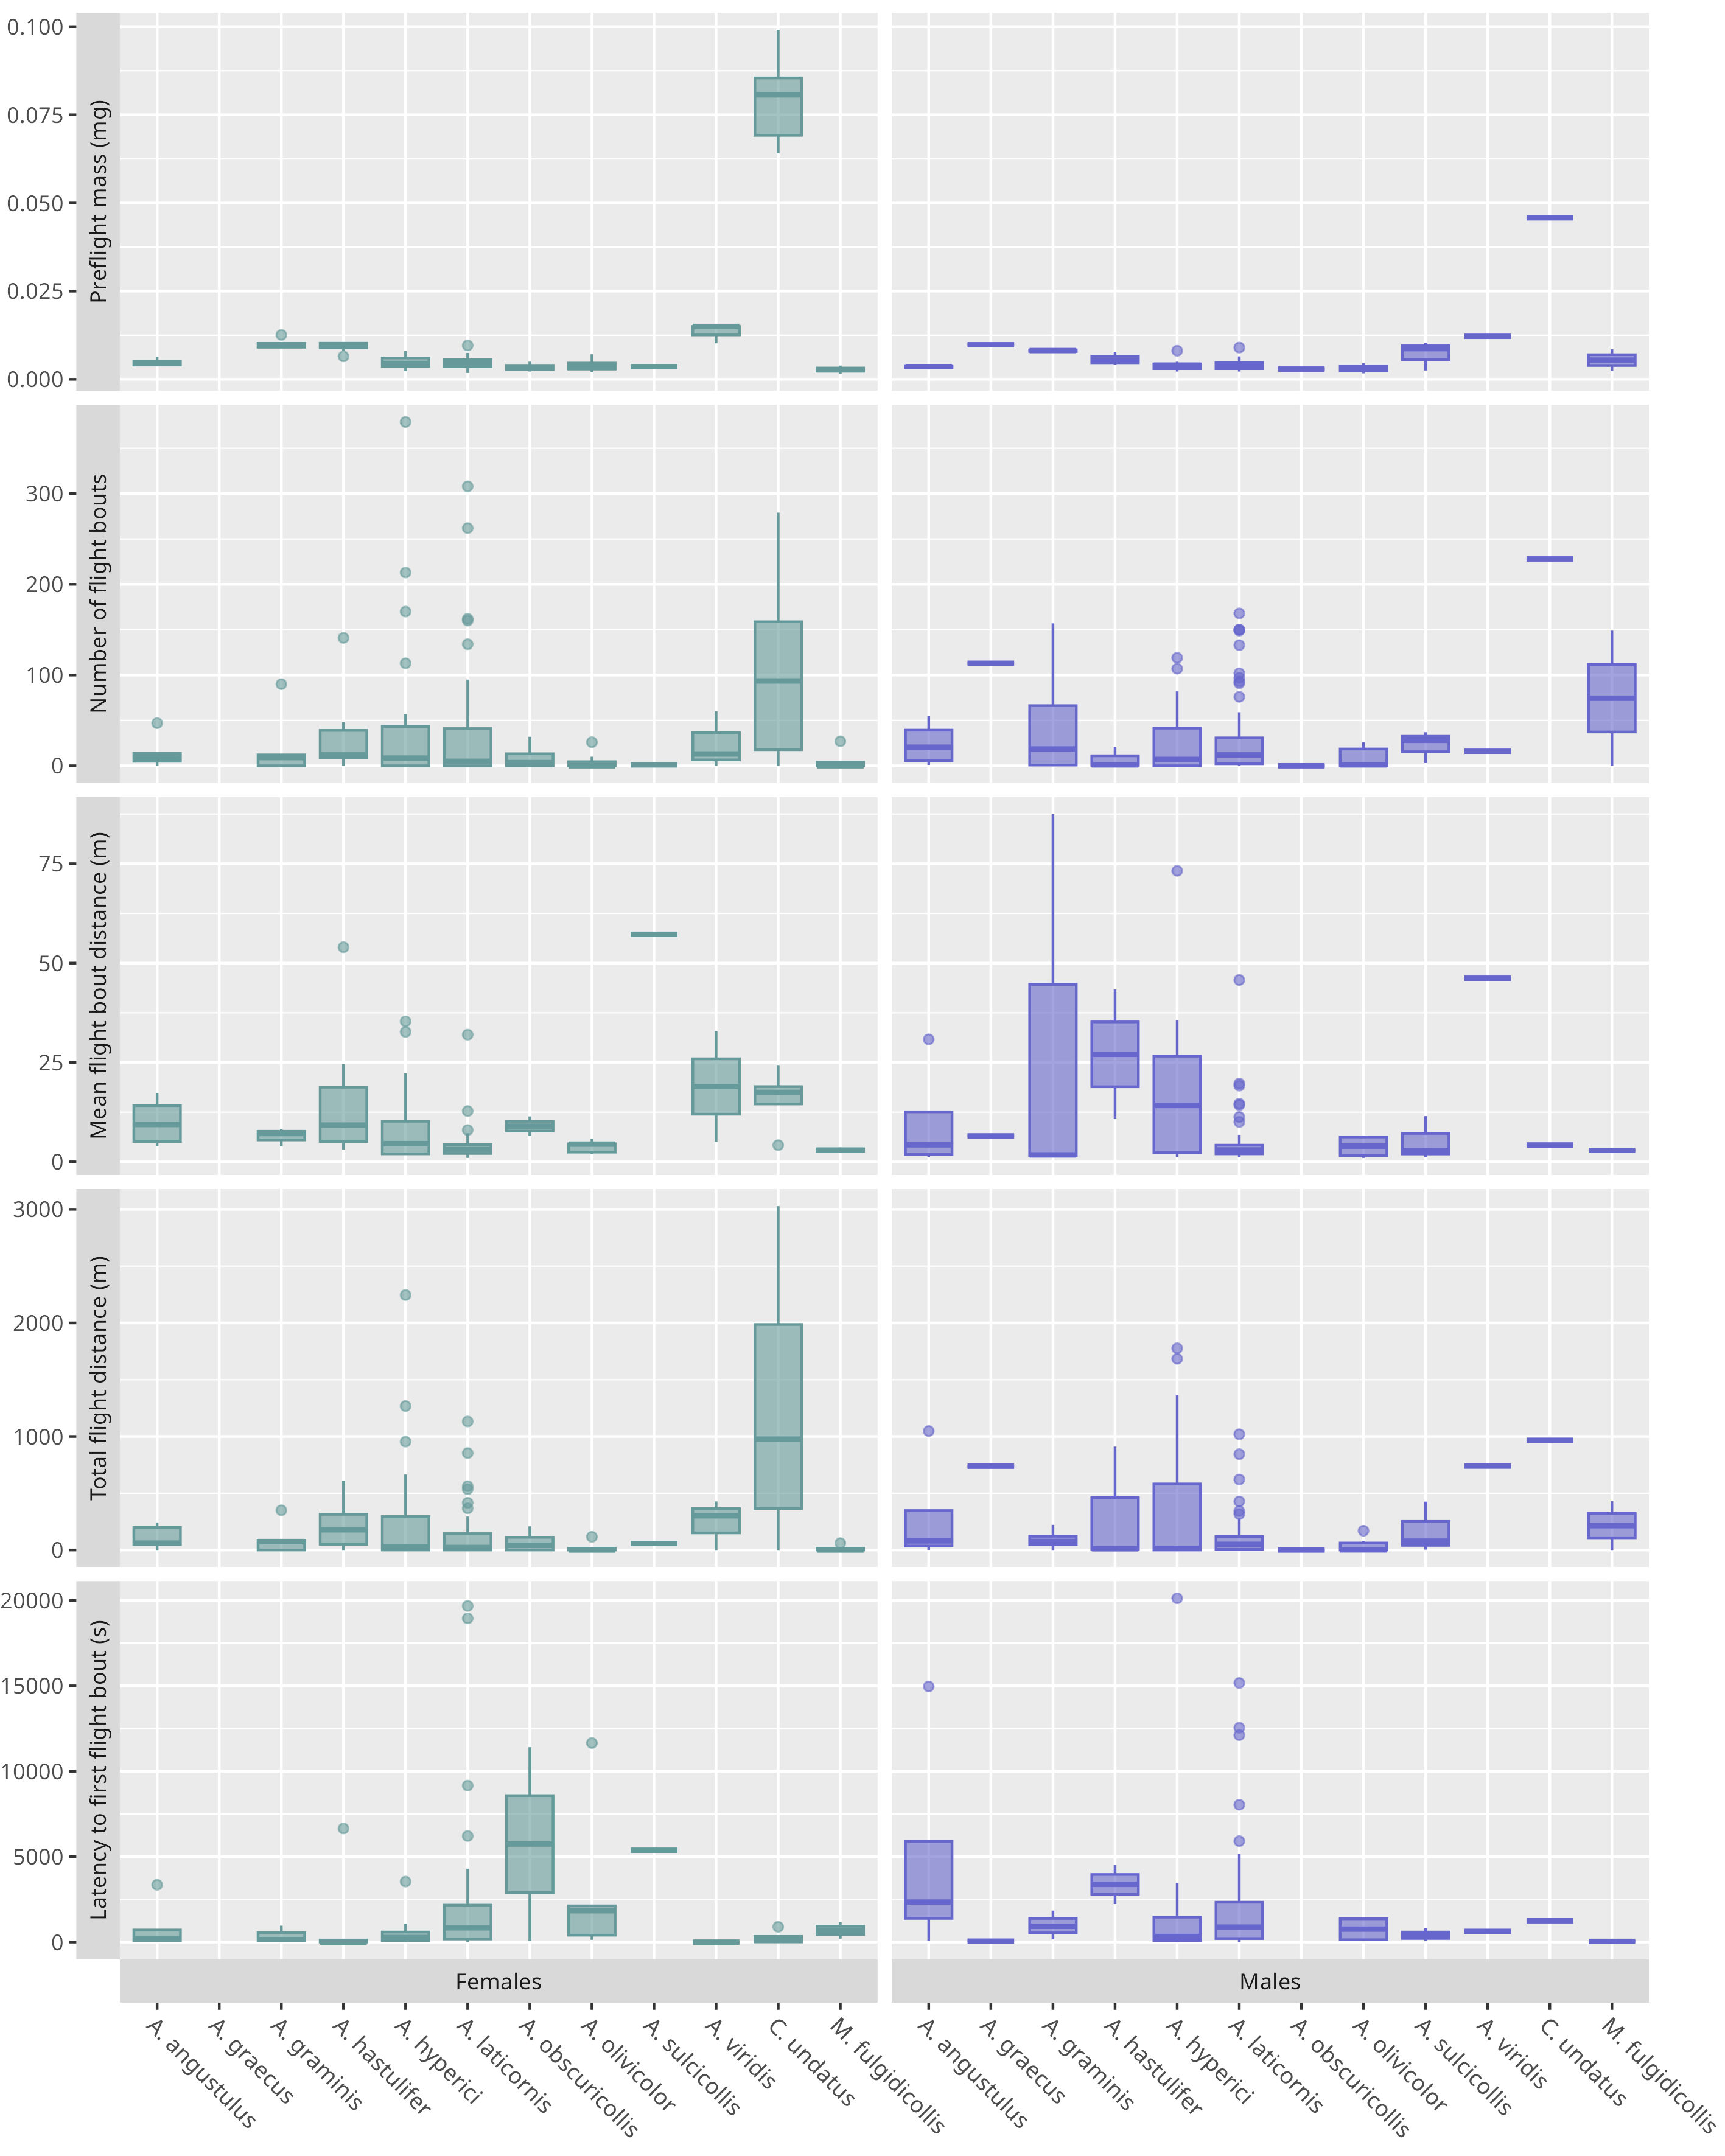 Preflight mass (mg)
0.100
0.075
0.050
0.025
0.000
Number of flight bouts
300
200
100
0
Mean flight bout distance (m)
75
50
25
0
Total flight distance (m)
3000
2000
1000
0
Latency to first flight bout (s)
20000
15000
10000
5000
0
Females
Males
A. angustulus
A. graecus
A. graminis
A. hastulifer
A. hyperici
A. laticornis
A. obscuricollis
A. olivicolor
A. sulcicollis
A. viridis
C. undatus
M. fulgidicollis
A. angustulus
A. graecus
A. graminis
A. hastulifer
A. hyperici
A. laticornis
A. obscuricollis
A. olivicolor
A. sulcicollis
A. viridis
C. undatus
M. fulgidicollis